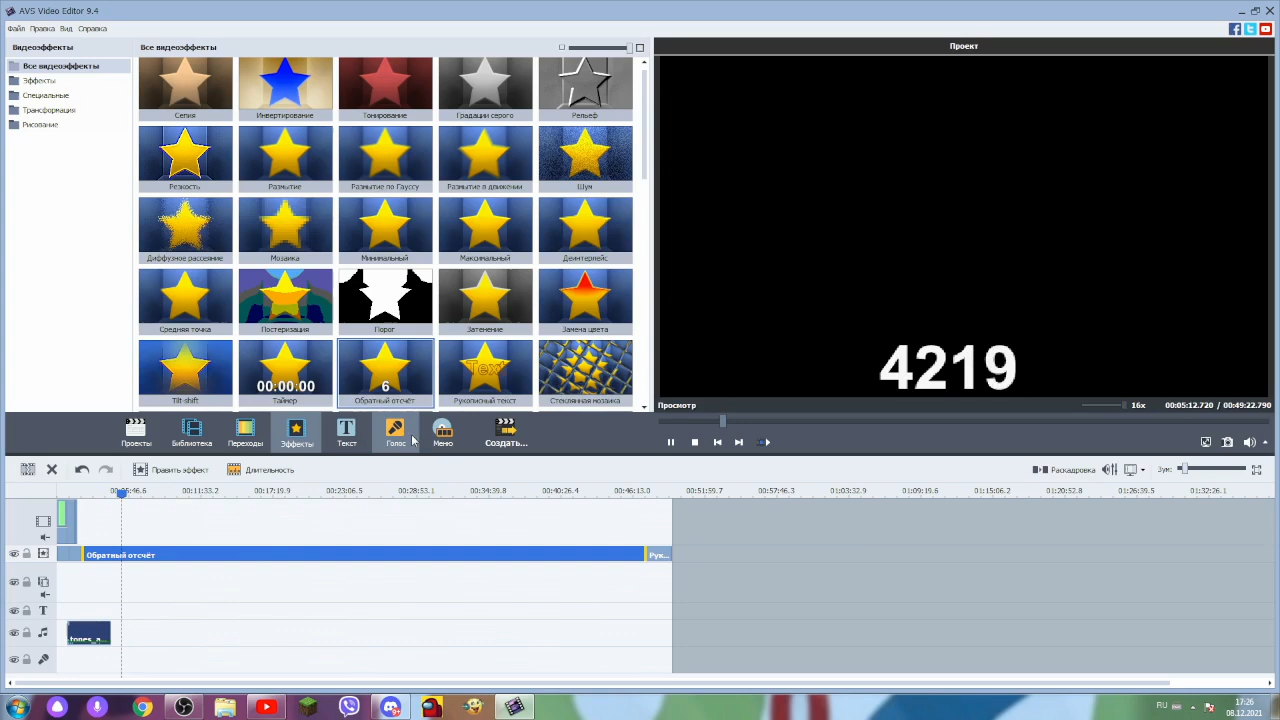 AVS Video Editor 9.4
Файл Правка Вид Справка
Видеоэффекты
Все видеоэффекты
Проект
Все видеоэффекты
Эффекты
Специальные
Трансформация
Рисование
Сепия
Инвертирование
Тонирование
Градации серого
Рельеф
Резкость
Размытие
Размытие по Гауссу
Размытие в движении
Шум
Диффузное рассеяние
Мозаика
Минимальный
Максимальный
Деинтерлейс
Средняя точка
Постеризация
Порог
Затенение
Замена цвета
00:00:00
6
Text
Tilt-shift
Таймер
Обратный отсчёт
Рукописный текст
Стеклянная мозаика
4219
Просмотр
16x
00:05:12.720 / 00:49:22.790
Проекты
Библиотека
Переходы
Эффекты
Текст
Голос
Меню
Создать...
Править эффект
Длительность
Раскадровка
Зум:
00:05:46.6
00:11:33.2
00:17:19.9
00:23:06.5
00:28:53.1
00:34:39.8
00:40:26.4
00:46:13.0
00:51:59.7
00:57:46.3
01:03:32.9
01:09:19.6
01:15:06.2
01:20:52.8
01:26:39.5
01:32:26.1
Обратный отсчёт
Рук...
T
tones_a...
RU
17:26
08.12.2021